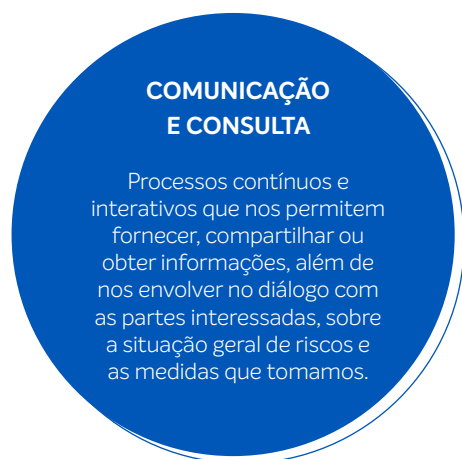 COMUNICAÇÃO
E CONSULTA
Processos contínuos e
interativos que nos permitem
fornecer, compartilhar ou
obter informações, além de
nos envolver no diálogo com
as partes interessadas, sobre
a situação geral de riscos e
as medidas que tomamos.